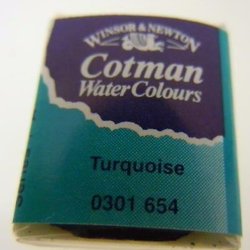 WINSOR & NEWTON
Cotman
Water Colours
Turquoise
0301 654